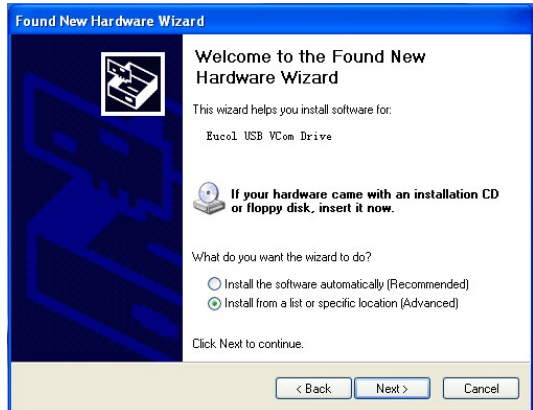 Found New Hardware Wizard
Welcome to the Found New
Hardware Wizard
This wizard helps you install software for:
Eucol USB VCom Drive
If your hardware came with an installation CD
or floppy disk, insert it now.
What do you want the wizard to do?
Install the software automatically (Recommended)
Install from a list or specific location (Advanced)
Click Next to continue.
< Back
Next >
Cancel